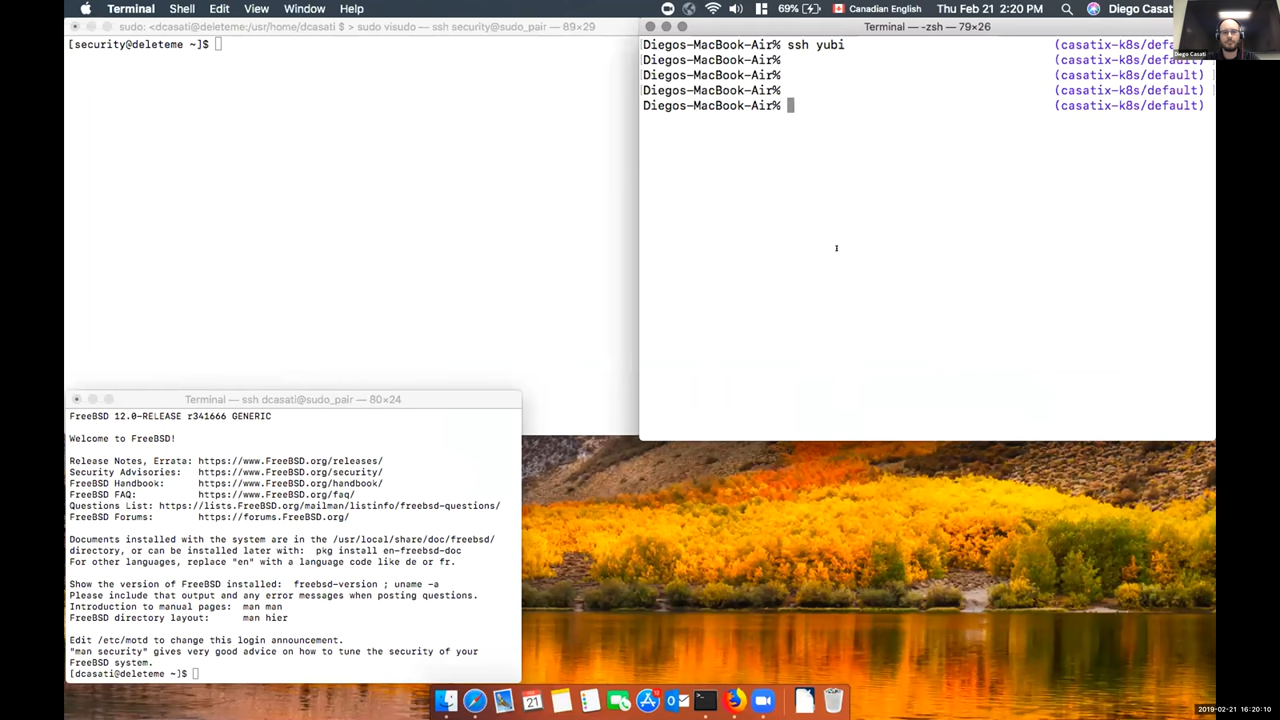 Terminal Shell Edit View Window Help
69% Canadian English Thu Feb 21 2:20 PM Diego Casat
Diego Casati
sudo: <dcasati@deleteme:/usr/home/dcasati $ > sudo visudo — ssh security@sudo_pair — 89×29
[security@deleteme ~]$
Terminal — -zsh — 79×26
Diegos-MacBook-Air% ssh yubi (casatix-k8s/defa
Diegos-MacBook-Air% (casatix-k8s/default)
Diegos-MacBook-Air% (casatix-k8s/default)
Diegos-MacBook-Air% (casatix-k8s/default)
Diegos-MacBook-Air% (casatix-k8s/default)
Terminal — ssh dcasati@sudo_pair — 80×24
FreeBSD 12.0-RELEASE r341666 GENERIC
Welcome to FreeBSD!
Release Notes, Errata: https://www.FreeBSD.org/releases/
Security Advisories: https://www.FreeBSD.org/security/
FreeBSD Handbook: https://www.FreeBSD.org/handbook/
FreeBSD FAQ: https://www.FreeBSD.org/faq/
Questions List: https://lists.FreeBSD.org/mailman/listinfo/freebsd-questions/
FreeBSD Forums: https://forums.FreeBSD.org/
Documents installed with the system are in the /usr/local/share/doc/freebsd/
directory, or can be installed later with: pkg install en-freebsd-doc
For other languages, replace "en" with a language code like de or fr.
Show the version of FreeBSD installed: freebsd-version ; uname -a
Please include that output and any error messages when posting questions.
Introduction to manual pages: man man
FreeBSD directory layout: man hier
Edit /etc/motd to change this login announcement.
"man security" gives very good advice on how to tune the security of your
FreeBSD system.
[dcasati@deleteme ~]$
21
2019-02-21 16:20:10